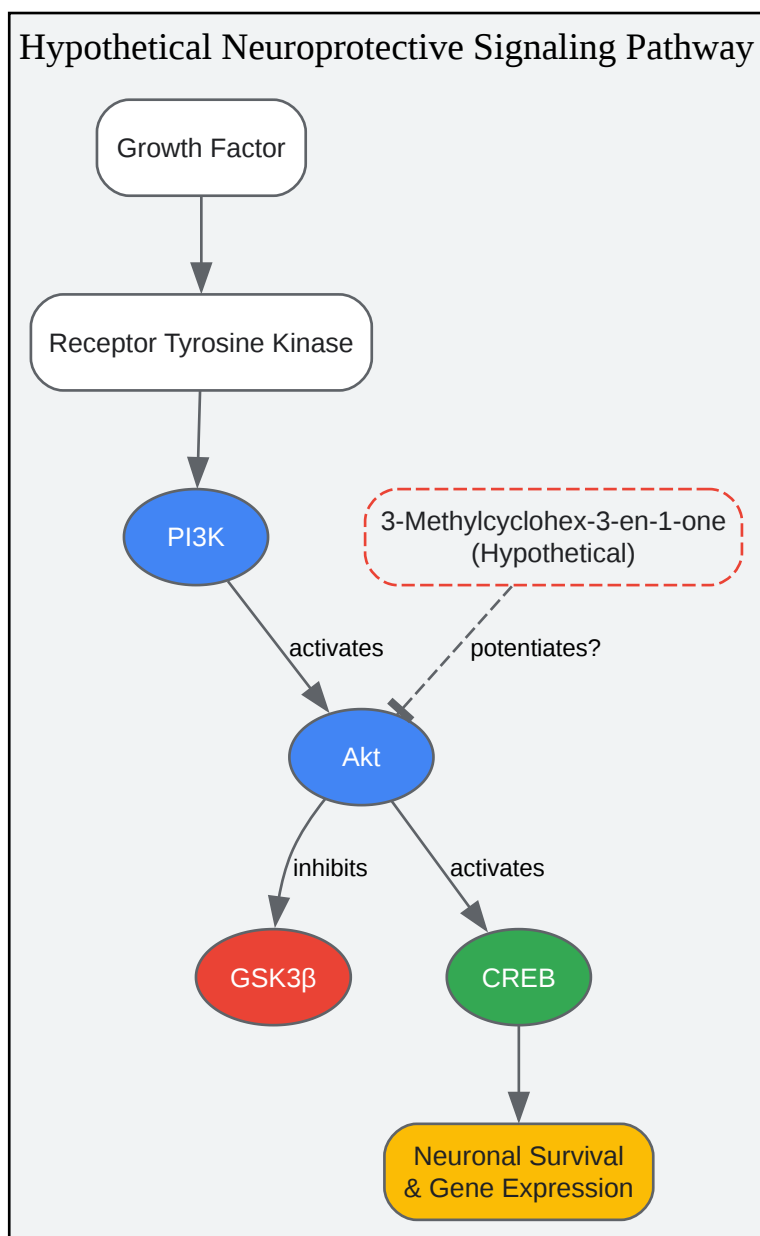 Hypothetical Neuroprotective Signaling Pathway
Growth Factor
Receptor Tyrosine Kinase
PI3K
3-Methylcyclohex-3-en-1-one
(Hypothetical)
activates
potentiates?
Akt
inhibits
activates
GSK3β
CREB
Neuronal Survival
& Gene Expression